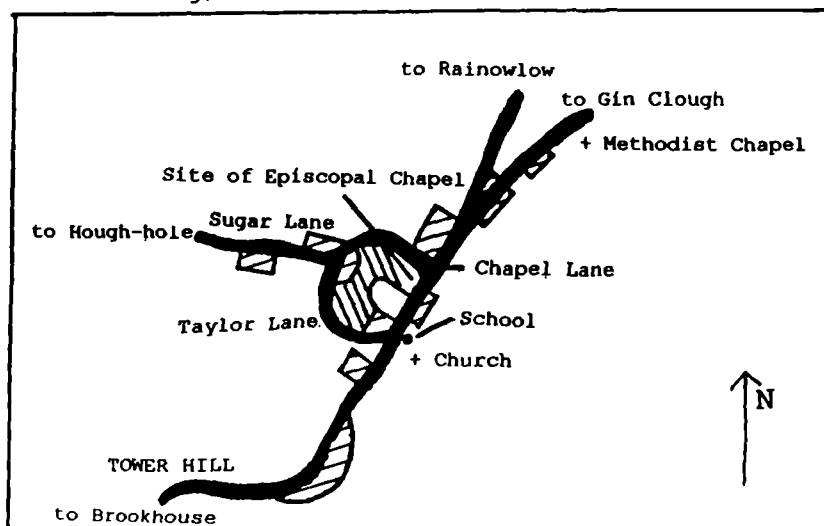 to Rainowlow
to Gin Clough
+ Methodist Chapel
Site of Episcopal Chapel
Sugar Lane
to Hough-hole
Chapel Lane
Taylor Lane
School
+ Church
N
TOWER HILL
to Brookhouse